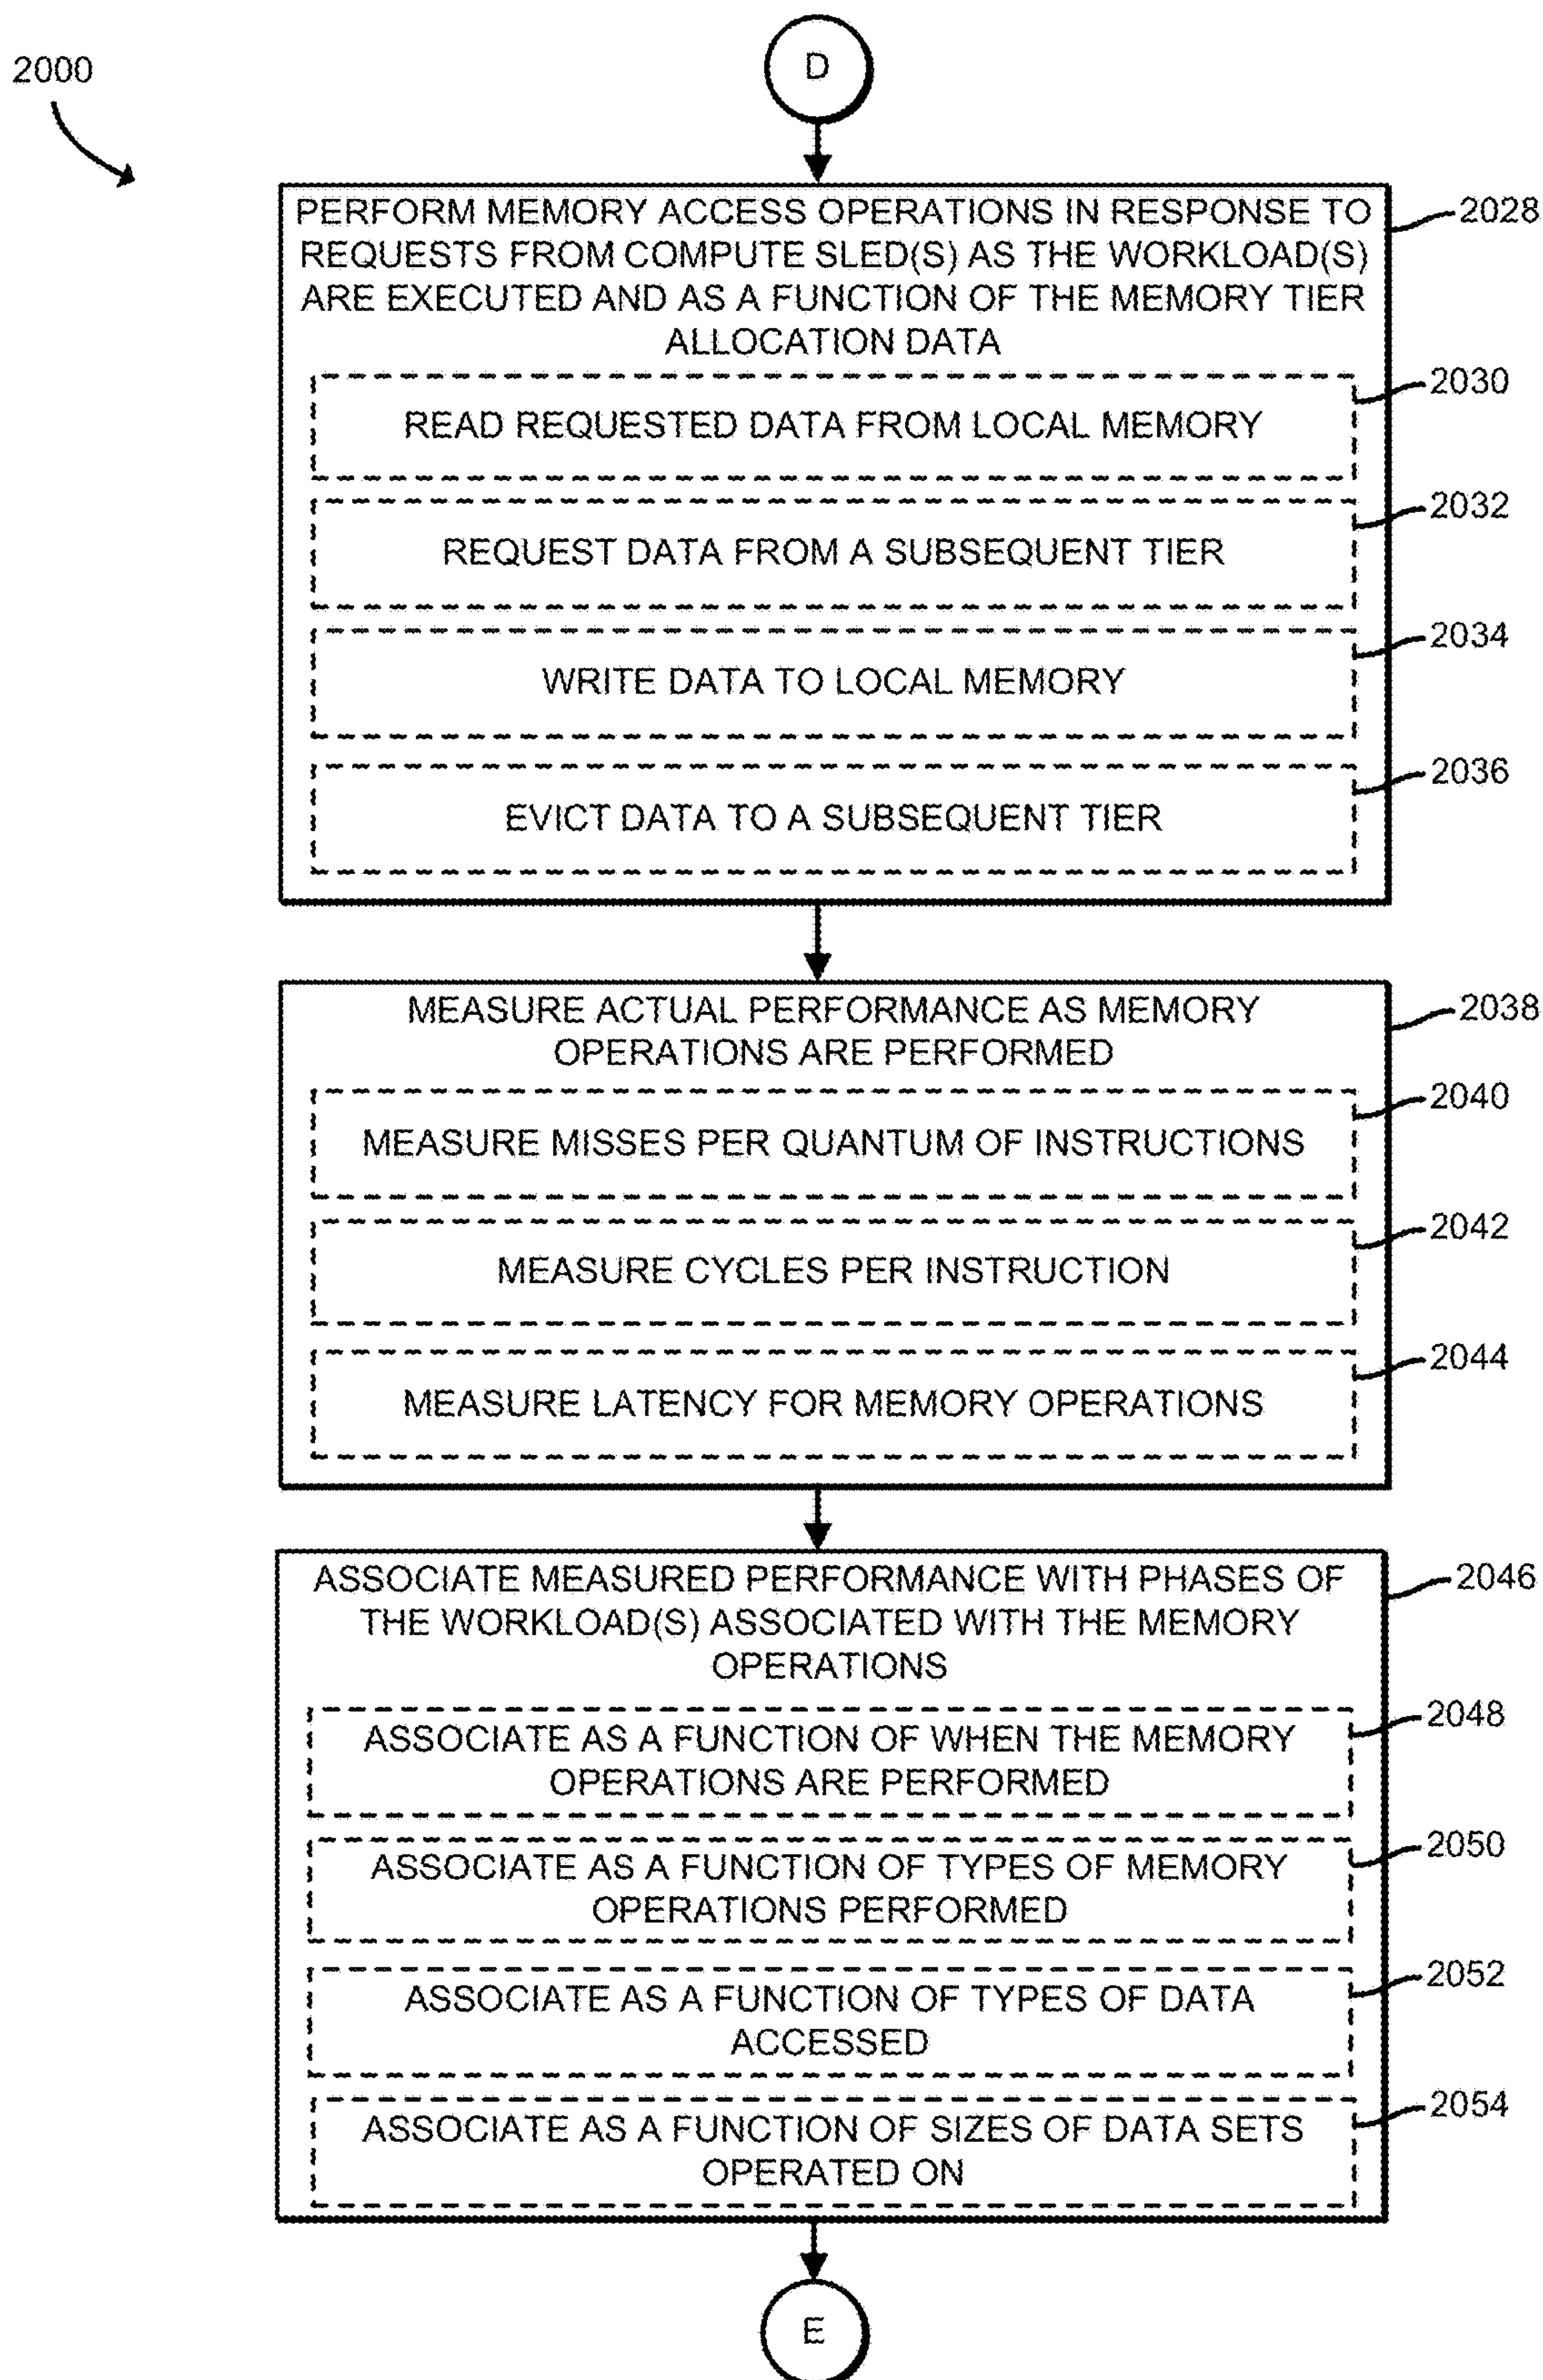 2000
D
PERFORM MEMORY ACCESS OPERATIONS IN RESPONSE TO
REQUESTS FROM COMPUTE SLED(S) AS THE WORKLOAD(S)
ARE EXECUTED AND AS A FUNCTION OF THE MEMORY TIER
ALLOCATION DATA
2028
READ REQUESTED DATA FROM LOCAL MEMORY
2030
REQUEST DATA FROM A SUBSEQUENT TIER
2032
WRITE DATA TO LOCAL MEMORY
2034
EVICT DATA TO A SUBSEQUENT TIER
2036
MEASURE ACTUAL PERFORMANCE AS MEMORY
OPERATIONS ARE PERFORMED
2038
MEASURE MISSES PER QUANTUM OF INSTRUCTIONS
2040
MEASURE CYCLES PER INSTRUCTION
2042
MEASURE LATENCY FOR MEMORY OPERATIONS
2044
ASSOCIATE MEASURED PERFORMANCE WITH PHASES OF
THE WORKLOAD(S) ASSOCIATED WITH THE MEMORY
OPERATIONS
2046
ASSOCIATE AS A FUNCTION OF WHEN THE MEMORY
OPERATIONS ARE PERFORMED
2048
ASSOCIATE AS A FUNCTION OF TYPES OF MEMORY
OPERATIONS PERFORMED
2050
ASSOCIATE AS A FUNCTION OF TYPES OF DATA
ACCESSED
2052
ASSOCIATE AS A FUNCTION OF SIZES OF DATA SETS
OPERATED ON
2054
E